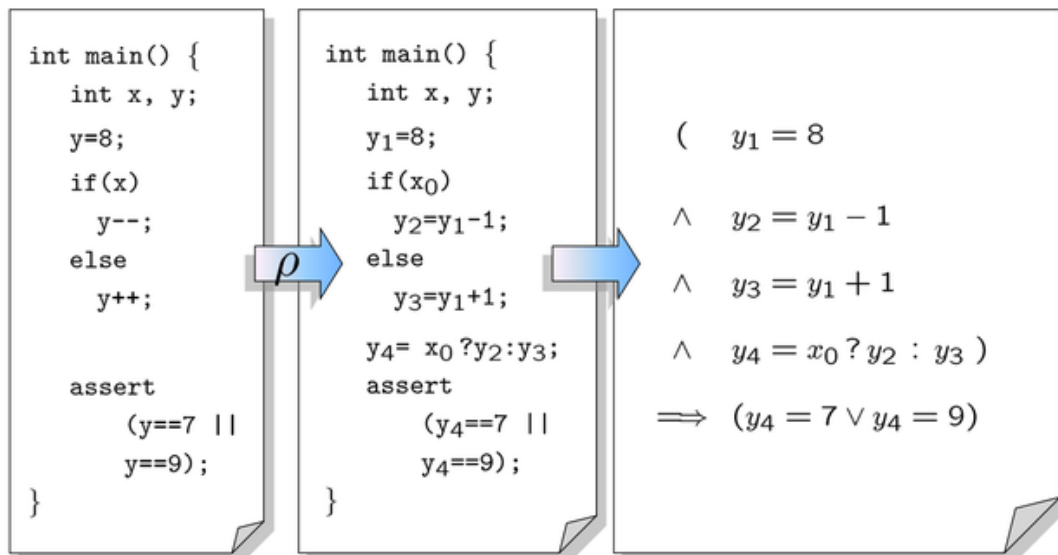 int main() {
int x, y;
y=8;
if(x)
y--;
else
y++;
assert
(y==7 ||
y==9);
}
ρ
int main() {
int x, y;
y₁=8;
if(x₀)
y₂=y₁-1;
else
y₃=y₁+1;
y₄= x₀?y₂:y₃;
assert
(y₄==7 ||
y₄==9);
}
( y₁ = 8
∧ y₂ = y₁ − 1
∧ y₃ = y₁ + 1
∧ y₄ = x₀ ? y₂ : y₃ )
⟹ (y₄ = 7 ∨ y₄ = 9)